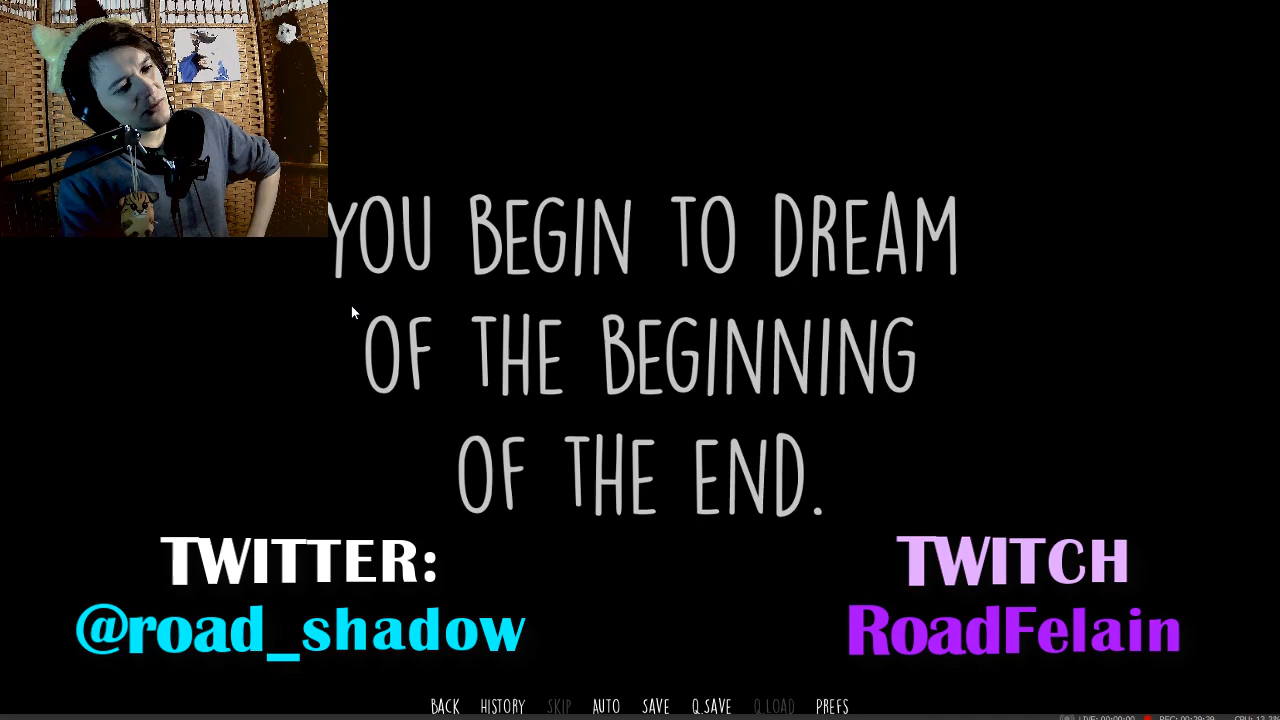 YOU BEGIN TO DREAM
OF THE BEGINNING
OF THE END.
TWITTER:
@road_shadow
TWITCH
RoadFelain
BACK HISTORY SKIP AUTO SAVE Q.SAVE Q.LOAD PREFS